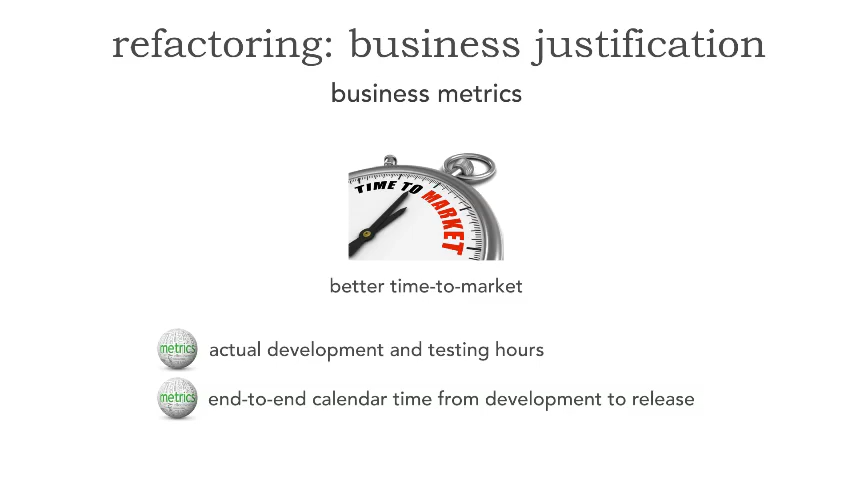 refactoring: business justification
business metrics
TIME TO MARKET
better time-to-market
metrics actual development and testing hours
metrics end-to-end calendar time from development to release